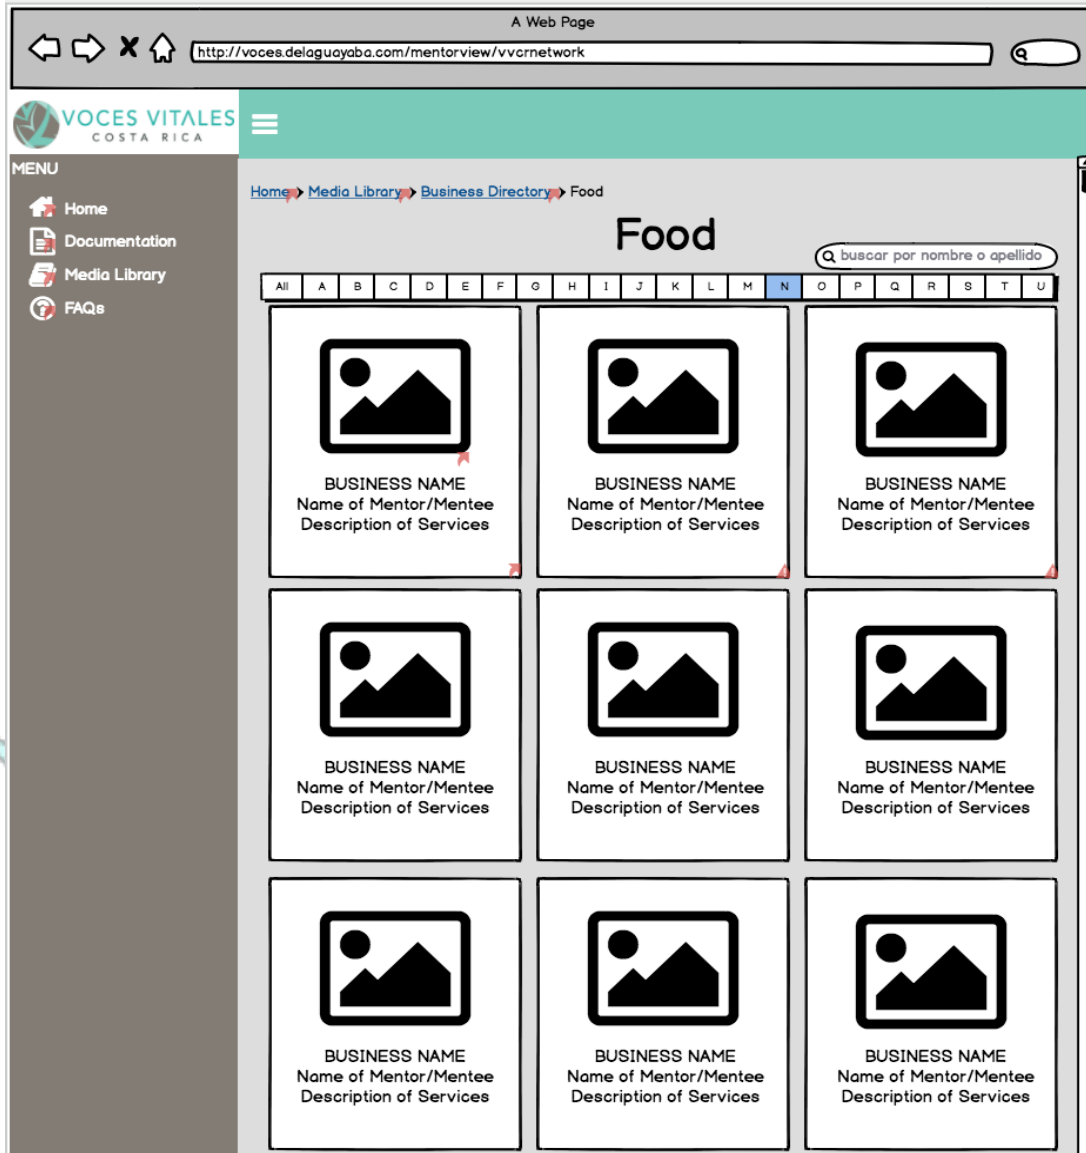 A Web Page
http://voces.delaguayaba.com/mentorview/vvcrnetwork
VOCES VITALES
COSTA RICA
MENU
Home
Documentation
Media Library
FAQs
Home Media Library Business Directory Food
Food
buscar por nombre o apellido
All A B C D E F G H I J K L M N O P Q R S T U
BUSINESS NAME
Name of Mentor/Mentee
Description of Services
BUSINESS NAME
Name of Mentor/Mentee
Description of Services
BUSINESS NAME
Name of Mentor/Mentee
Description of Services
BUSINESS NAME
Name of Mentor/Mentee
Description of Services
BUSINESS NAME
Name of Mentor/Mentee
Description of Services
BUSINESS NAME
Name of Mentor/Mentee
Description of Services
BUSINESS NAME
Name of Mentor/Mentee
Description of Services
BUSINESS NAME
Name of Mentor/Mentee
Description of Services
BUSINESS NAME
Name of Mentor/Mentee
Description of Services